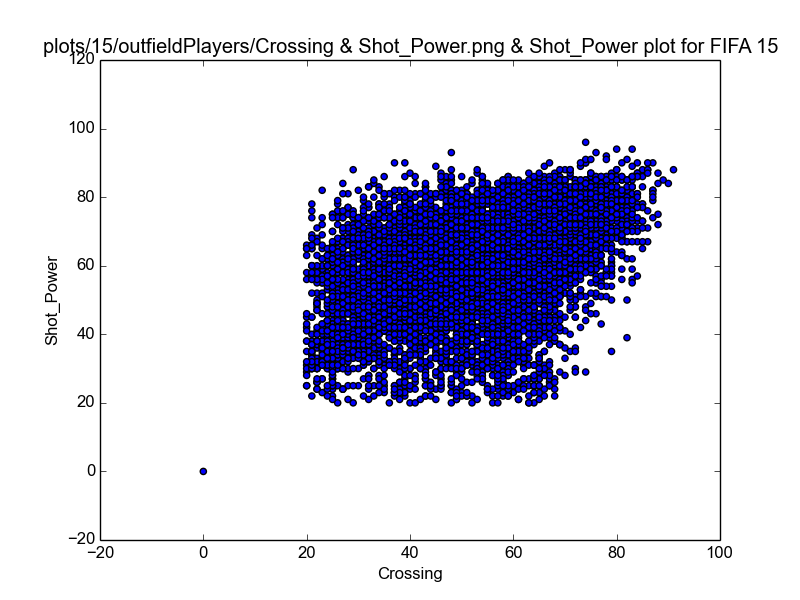 plots/15/outfieldPlayers/Crossing & Shot_Power.png & Shot_Power plot for FIFA 15
120
100
80
60
40
20
0
−20
Shot_Power
−20 0 20 40 60 80 100
Crossing